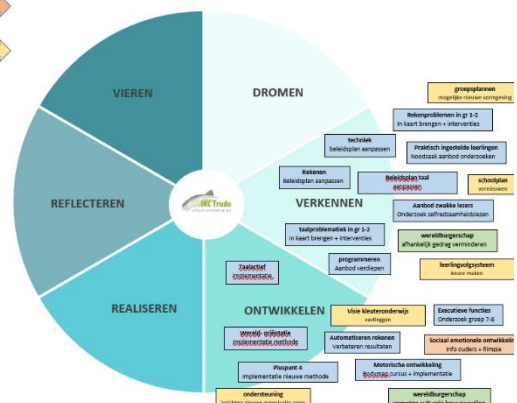 VIEREN
DROMEN
REFLECTEREN
VERKENNEN
REALISEREN
ONTWIKKELEN
IKC Trudo
groepsplannen
mogelijke nieuwe vormgeving
Rekenproblemen in gr 1-2
In kaart brengen + interventies
techniek
beleidsplan aanpassen
Praktisch ingestelde leerlingen
Noodzaak aanbod onderzoeken
Rekenen
Beleidsplan aanpassen
Beleidsplan taal
aanpassen
schoolplan
vernieuwen
Aanbod zwakke lezers
Onderzoek zelfredzaamheidslezen
taalproblematiek in gr 1-2
In kaart brengen + interventies
wereldburgerschap
afhankelijk gedrag verminderen
programmeren
Aanbod verdiepen
leerlingvolgsysteem
keuze maken
Taalactief
implementatie
Visie kleuteronderwijs
vastleggen
Executieve functies
Onderzoek groep 7-8
Wereld- oriëntatie
Implementatie methode
Automatiseren rekenen
Verbeteren resultaten
Sociaal emotionele ontwikkeling
Info ouders + filmpje
Pluspunt 4
Implementatie nieuwe methode
Motorische ontwikkeling
Bodymap cursus + implementatie
ondersteuning
wereldburgerschap